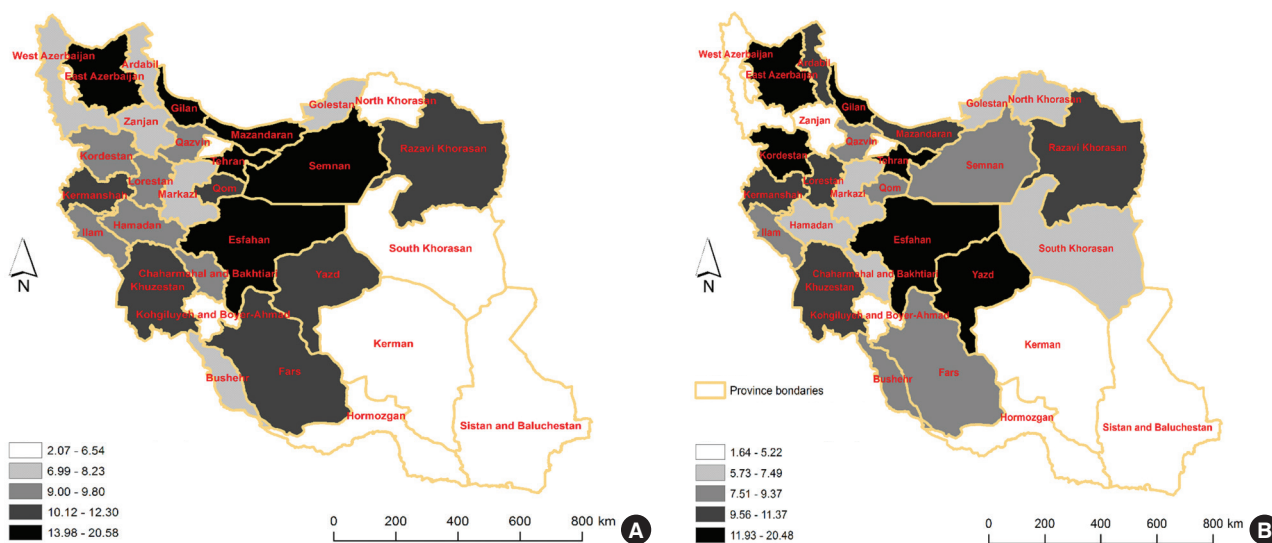 West Azerbaijan
East Azerbaijan
Ardabil
Gilan
Zanjan
Golestan
North Khorasan
Mazandaran
Qazvin
Tehran
Semnan
Razavi Khorasan
Kordestan
Lorestan
Markazi
Qom
Kermanshah
Hamadan
Ilam
Esfahan
South Khorasan
Chaharmahal and Bakhtiari
Khuzestan
Yazd
Kohgiluyeh and Boyer-Ahmad
Kerman
Bushehr
Fars
Hormozgan
Sistan and Baluchestan
N
2.07 - 6.54
6.99 - 8.23
9.00 - 9.80
10.12 - 12.30
13.98 - 20.58
0 200 400 600 800 km
A
West Azerbaijan
East Azerbaijan
Ardabil
Gilan
Zanjan
Golestan
North Khorasan
Mazandaran
Qazvin
Tehran
Semnan
Razavi Khorasan
Kordestan
Lorestan
Markazi
Qom
Kermanshah
Hamadan
Ilam
Esfahan
South Khorasan
Chaharmahal and Bakhtiari
Khuzestan
Yazd
Kohgiluyeh and Boyer-Ahmad
Kerman
Bushehr
Fars
Hormozgan
Sistan and Baluchestan
N
Province bondaries
1.64 - 5.22
5.73 - 7.49
7.51 - 9.37
9.56 - 11.37
11.93 - 20.48
0 200 400 600 800 km
B